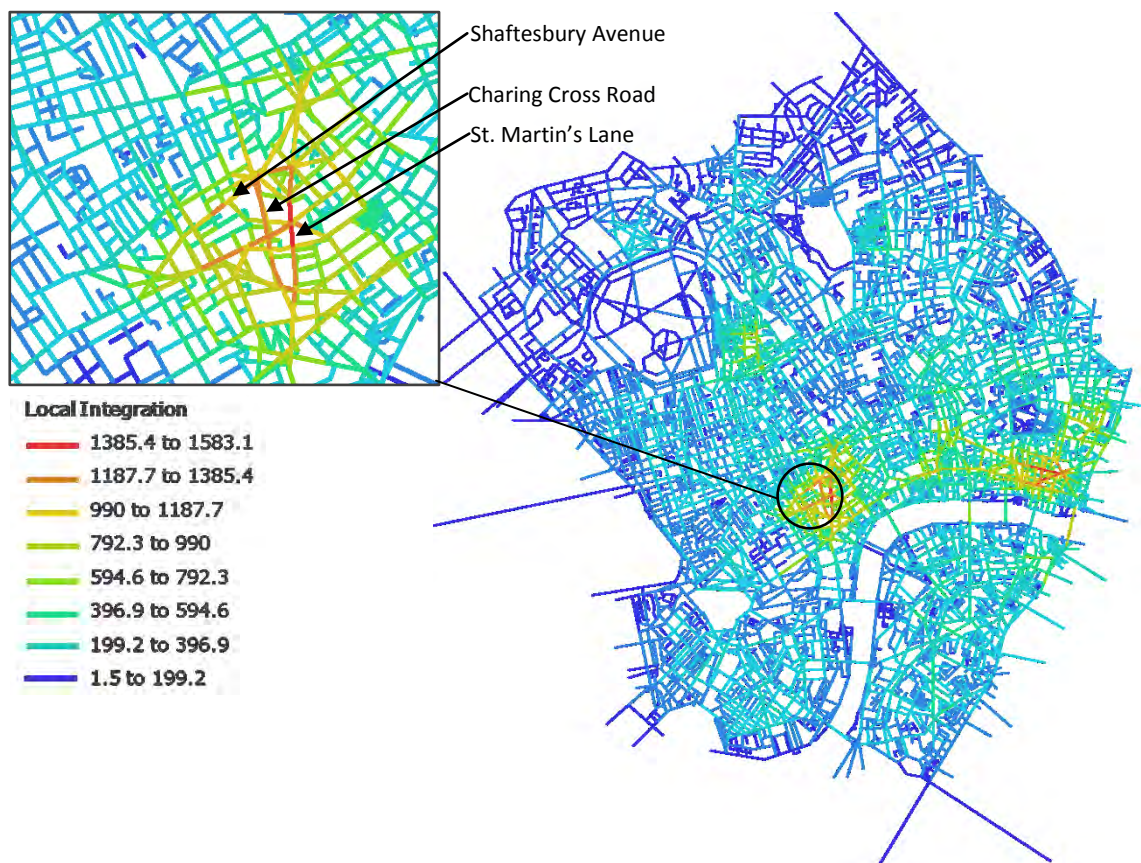 Shaftesbury Avenue
Charing Cross Road
St. Martin’s Lane
Local Integration
1385.4 to 1583.1
1187.7 to 1385.4
990 to 1187.7
792.3 to 990
594.6 to 792.3
396.9 to 594.6
199.2 to 396.9
1.5 to 199.2